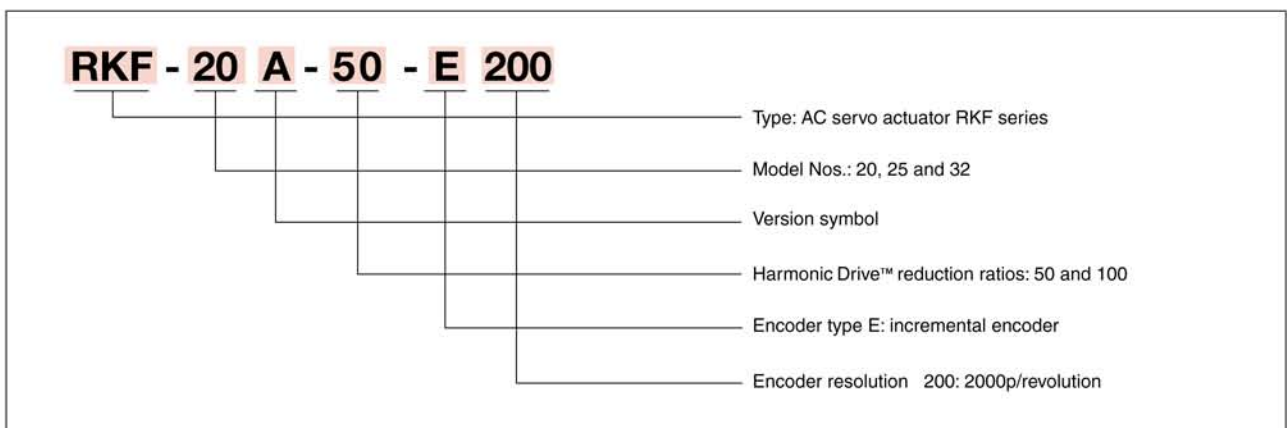 RKF - 20 A - 50 - E 200
Type: AC servo actuator RKF series
Model Nos.: 20, 25 and 32
Version symbol
Harmonic Drive™ reduction ratios: 50 and 100
Encoder type E: incremental encoder
Encoder resolution 200: 2000p/revolution